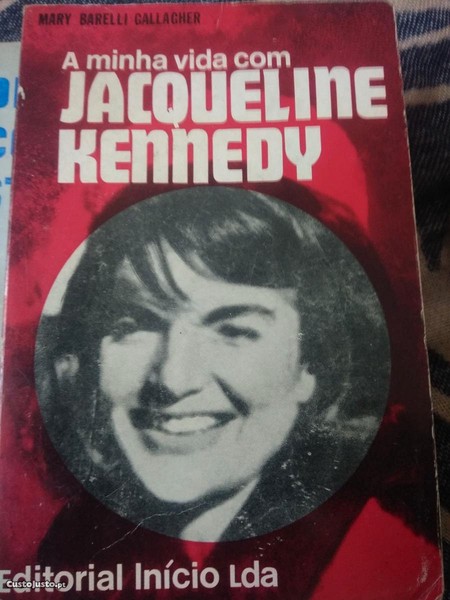 MARY BARELLI GALLAGHER
A minha vida com
JACQUELINE
KENNEDY
Editorial Início Lda
CustoJusto.pt